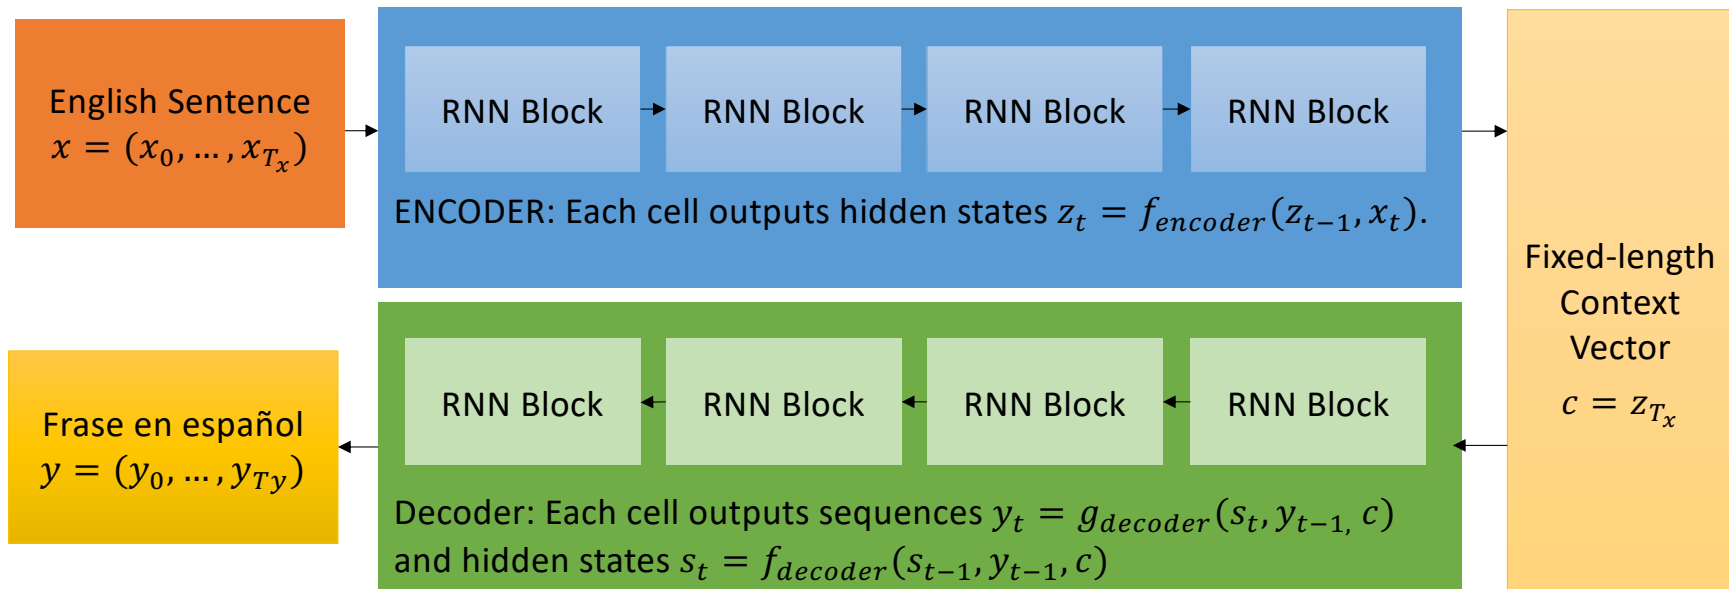 English Sentence
x = (x_0, … , x_{T_x})
RNN Block
RNN Block
RNN Block
RNN Block
ENCODER: Each cell outputs hidden states z_t = f_{encoder}(z_{t−1}, x_t).
Fixed-length
Context
Vector
c = z_{T_x}
RNN Block
RNN Block
RNN Block
RNN Block
Decoder: Each cell outputs sequences y_t = g_{decoder}(s_t, y_{t−1,} c)
and hidden states s_t = f_{decoder}(s_{t−1}, y_{t−1}, c)
Frase en español
y = (y_0, … , y_{Ty})